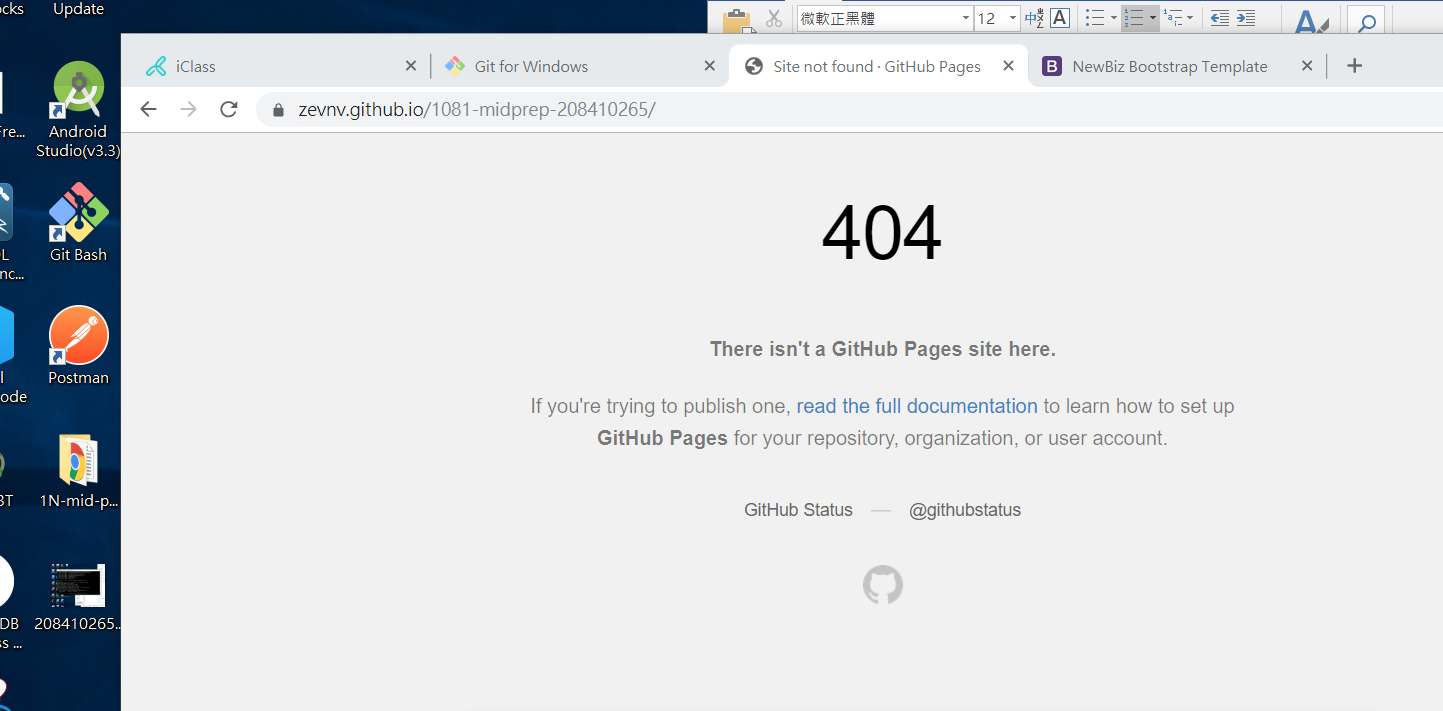 ocks
Update
微軟正黑體
12
A
A
iClass
Git for Windows
Site not found · GitHub Pages
B
NewBiz Bootstrap Template
zevnv.github.io/1081-midprep-208410265/
Fre...
Android
Studio(v3.3)
404
L
Git Bash
nc...
There isn't a GitHub Pages site here.
If you're trying to publish one, read the full documentation to learn how to set up
GitHub Pages for your repository, organization, or user account.
Postman
ode
3T
1N-mid-p...
GitHub Status — @githubstatus
DB
208410265...
ss ...